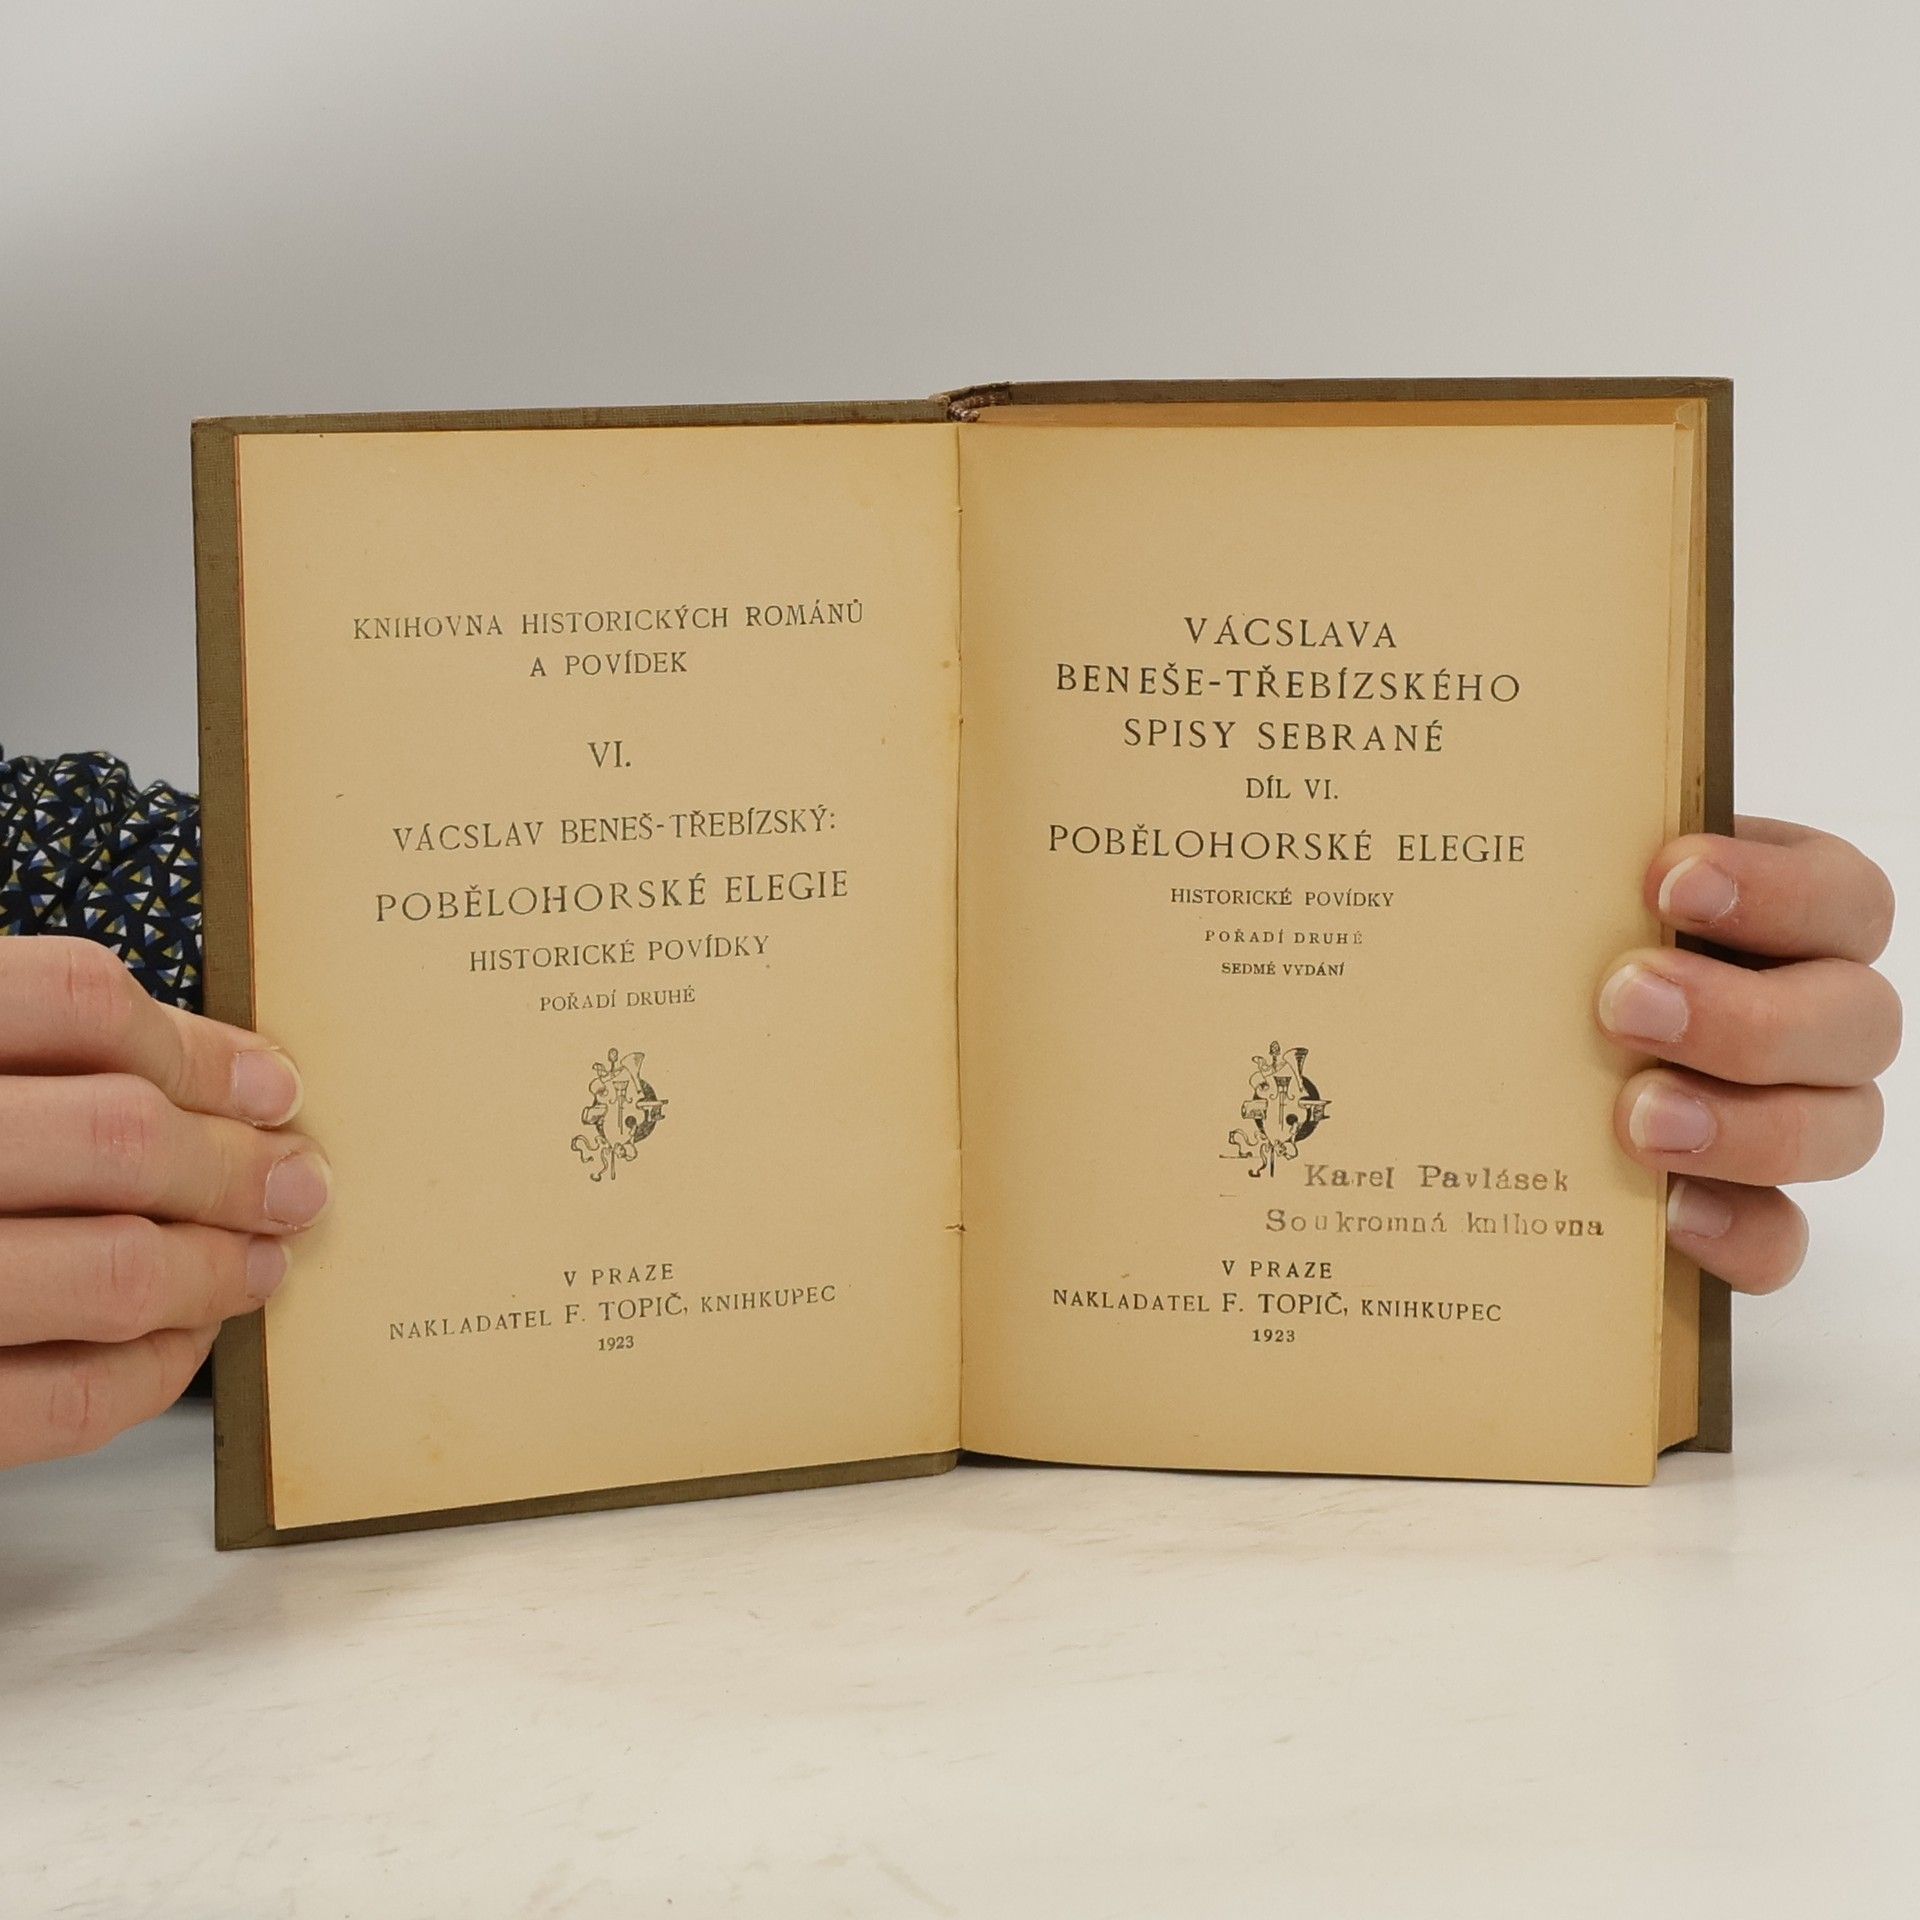 KNIHOVNA HISTORICKÝCH ROMÁNŮ
A POVÍDEK
VI.
VÁCSLAV BENEŠ-TŘEBÍZSKÝ:
POBĚLOHORSKÉ ELEGIE
HISTORICKÉ POVÍDKY
POŘADÍ DRUHÉ
V PRAZE
NAKLADATEL F. TOPIČ, KNIHKUPEC
1923
VÁCSLAVA
BENEŠE-TŘEBÍZSKÉHO
SPISY SEBRANÉ
DÍL VI.
POBĚLOHORSKÉ ELEGIE
HISTORICKÉ POVÍDKY
POŘADÍ DRUHÉ
SEDMÉ VYDÁNÍ
Karel Pavlásek
Soukromná knihovna
V PRAZE
NAKLADATEL F. TOPIČ, KNIHKUPEC
1923